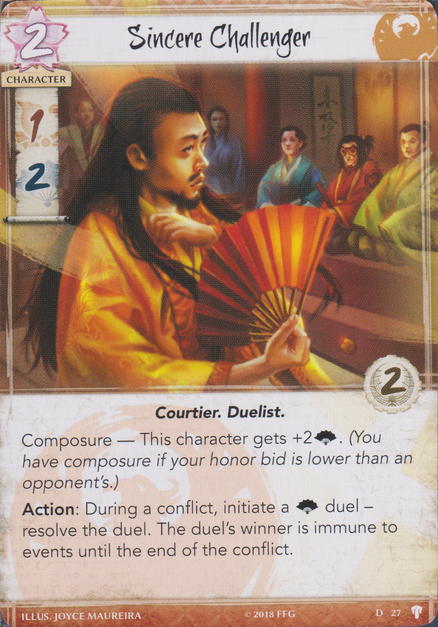 2
Sincere Challenger
CHARACTER
1
2
2
Courtier. Duelist.
Composure — This character gets +2. (You
have composure if your honor bid is lower than an
opponent's.)
Action: During a conflict, initiate a duel –
resolve the duel. The duel's winner is immune to
events until the end of the conflict.
ILLUS. JOYCE MAUREIRA © 2018 FFG D 27